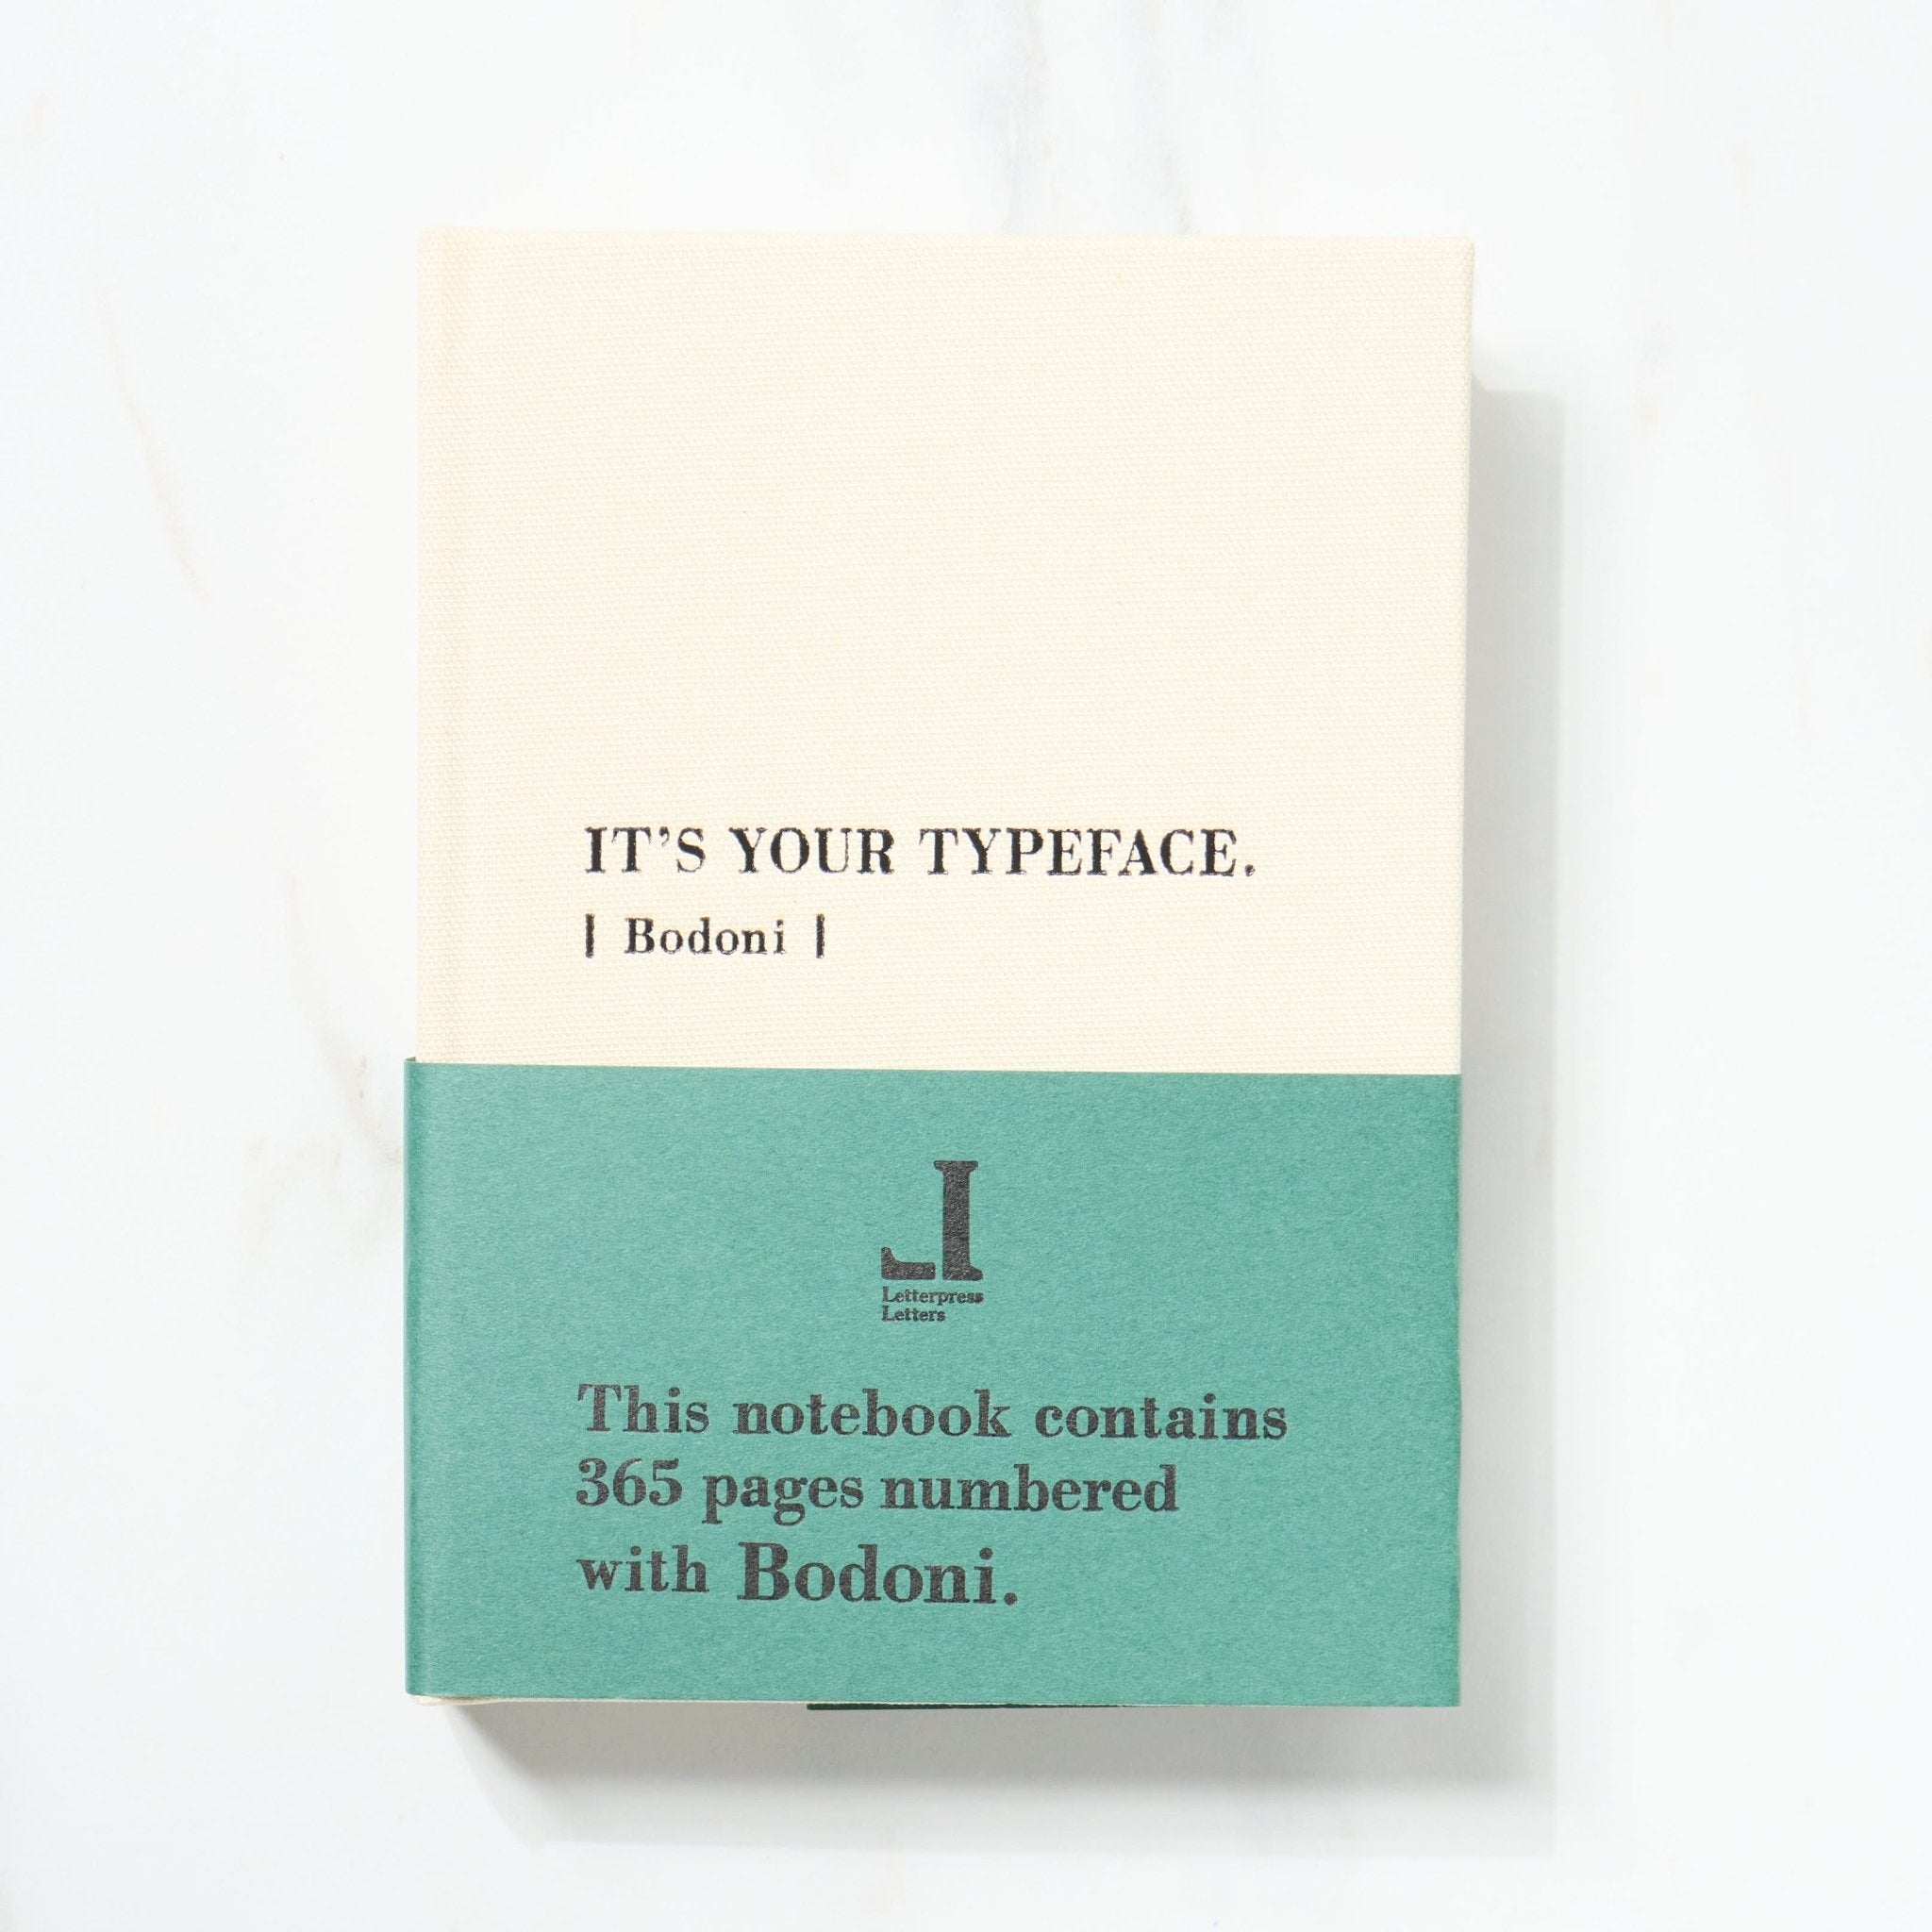 IT'S YOUR TYPEFACE.
| Bodoni |
Letterpress
Letters
This notebook contains
365 pages numbered
with Bodoni.